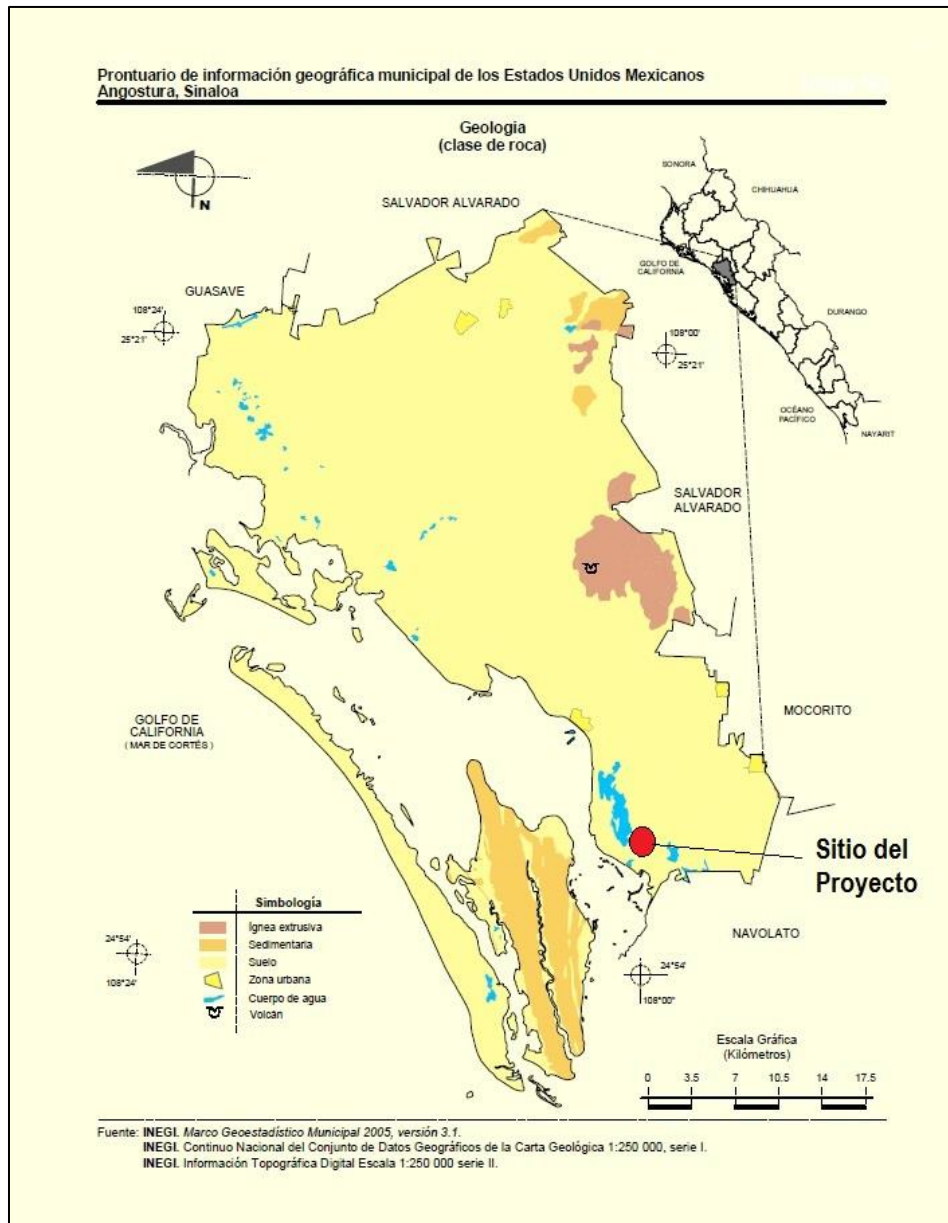 Prontuario de información geográfica municipal de los Estados Unidos Mexicanos
Angostura, Sinaloa
Geología
(clase de roca)
N
SONORA
CHIHUAHUA
SALVADOR ALVARADO
GOLFO DE
CALIFORNIA
GUASAVE
108°24'
25°21'
DURANGO
108°00'
25°21'
OCÉANO
PACÍFICO
NAYARIT
SALVADOR
ALVARADO
MOCORITO
GOLFO DE
CALIFORNIA
( MAR DE CORTÉS )
Sitio del
Proyecto
Simbología
Ígnea extrusiva
Sedimentaria
Suelo
Zona urbana
Cuerpo de agua
Volcán
NAVOLATO
24°54'
108°24'
24°54'
108°00'
Escala Gráfica
(Kilómetros)
0 3.5 7 10.5 14 17.5
Fuente: INEGI. Marco Geoestadístico Municipal 2005, versión 3.1.
INEGI. Continuo Nacional del Conjunto de Datos Geográficos de la Carta Geológica 1:250 000, serie I.
INEGI. Información Topográfica Digital Escala 1:250 000 serie II.